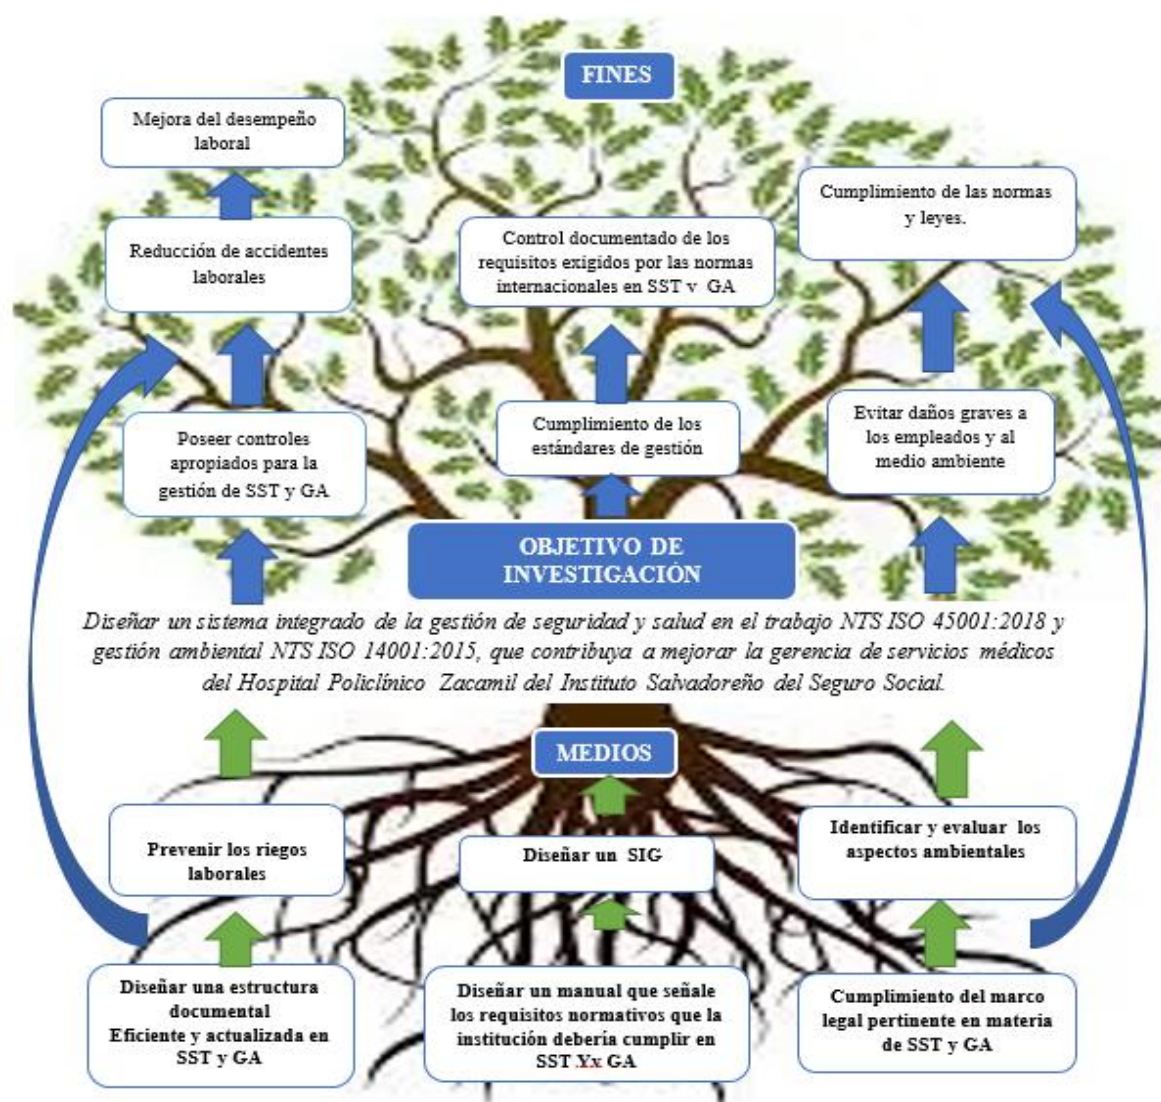 FINES
Mejora del desempeño
laboral
Cumplimiento de las normas
y leyes.
Reducción de accidentes
laborales
Control documentado de los
requisitos exigidos por las normas
internacionales en SST v GA
Poseer controles
apropiados para la
gestión de SST y GA
Cumplimiento de los
estándares de gestión
Evitar daños graves a
los empleados y al
medio ambiente
OBJETIVO DE
INVESTIGACIÓN
Diseñar un sistema integrado de la gestión de seguridad y salud en el trabajo NTS ISO 45001:2018 y
gestión ambiental NTS ISO 14001:2015, que contribuya a mejorar la gerencia de servicios médicos
del Hospital Policlínico Zacamil del Instituto Salvadoreño del Seguro Social.
MEDIOS
Prevenir los riegos
laborales
Diseñar un SIG
Identificar y evaluar los
aspectos ambientales
Diseñar una estructura
documental
Eficiente y actualizada en
SST y GA
Diseñar un manual que señale
los requisitos normativos que la
institución debería cumplir en
SST .Yx GA
Cumplimiento del marco
legal pertinente en materia
de SST y GA